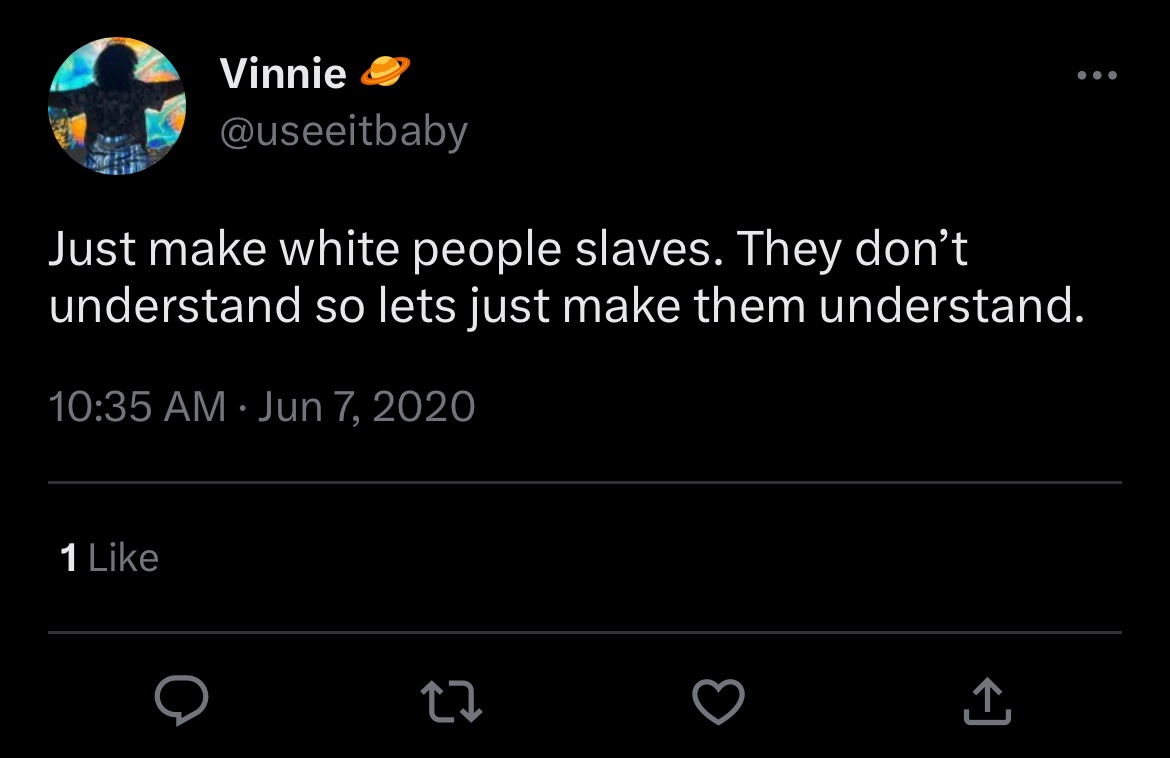 Vinnie 🪐
@useeitbaby
Just make white people slaves. They don’t
understand so lets just make them understand.
10:35 AM · Jun 7, 2020
1 Like